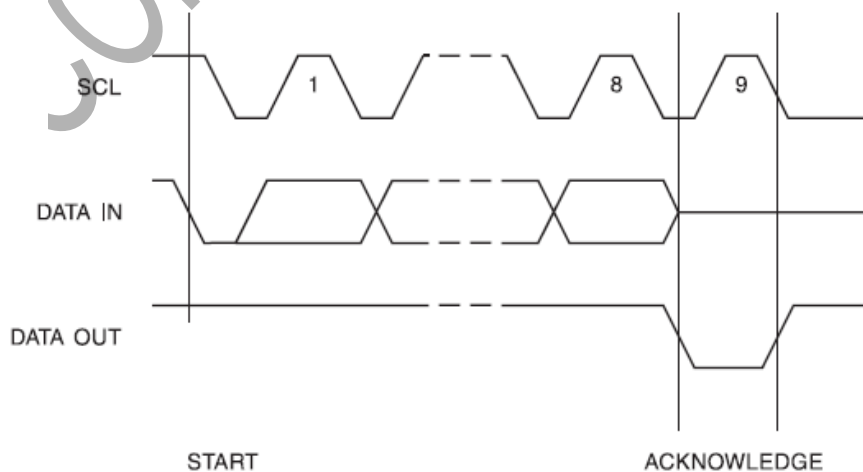 SCL
1
8
9
DATA IN
DATA OUT
START
ACKNOWLEDGE